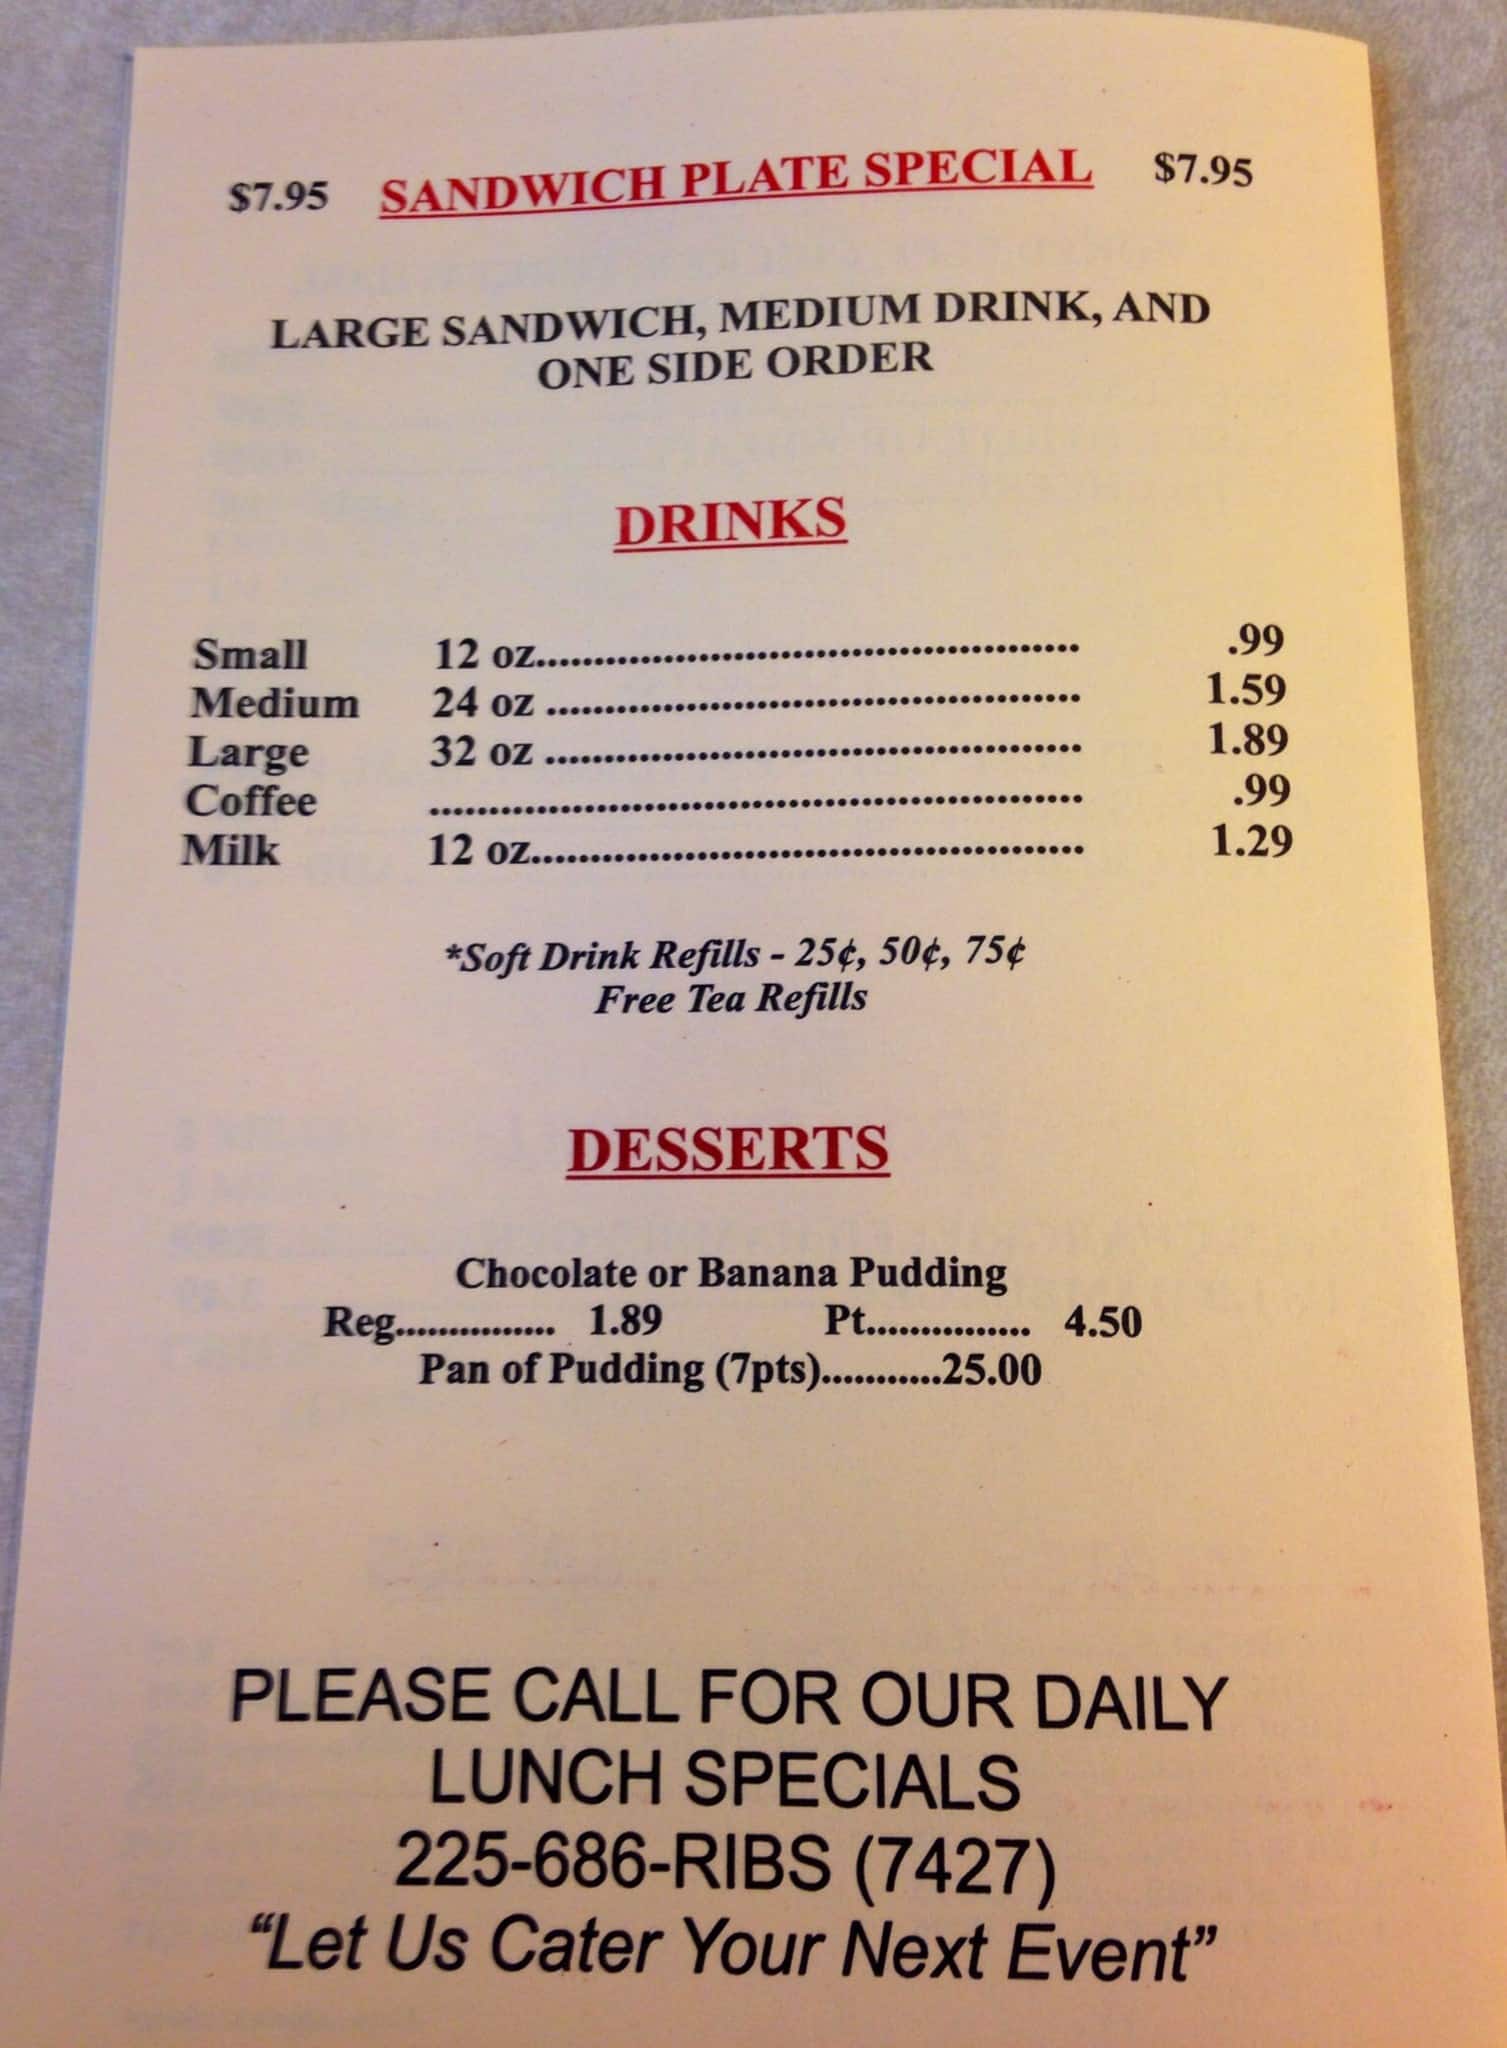 $7.95 SANDWICH PLATE SPECIAL $7.95
LARGE SANDWICH, MEDIUM DRINK, AND
ONE SIDE ORDER
DRINKS
Small 12 oz.............................................. .99
Medium 24 oz .............................................. 1.59
Large 32 oz .............................................. 1.89
Coffee ........................................................ .99
Milk 12 oz............................................... 1.29
*Soft Drink Refills - 25¢, 50¢, 75¢
Free Tea Refills
DESSERTS
Chocolate or Banana Pudding
Reg............... 1.89 Pt............... 4.50
Pan of Pudding (7pts)...........25.00
PLEASE CALL FOR OUR DAILY
LUNCH SPECIALS
225-686-RIBS (7427)
“Let Us Cater Your Next Event”